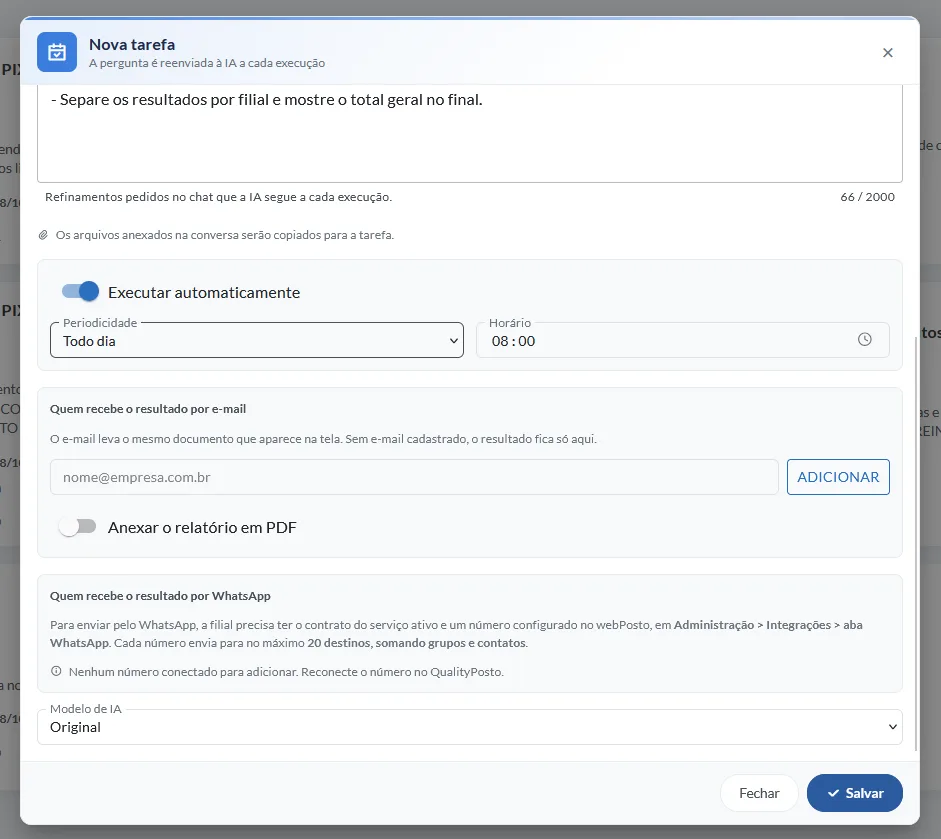 Nova tarefa
A pergunta é reenviada à IA a cada execução
- Separe os resultados por filial e mostre o total geral no final.
Refinamentos pedidos no chat que a IA segue a cada execução.
66 / 2000
Os arquivos anexados na conversa serão copiados para a tarefa.
Executar automaticamente
Periodicidade
Todo dia
Horário
08 : 00
Quem recebe o resultado por e-mail
O e-mail leva o mesmo documento que aparece na tela. Sem e-mail cadastrado, o resultado fica só aqui.
nome@empresa.com.br
ADICIONAR
Anexar o relatório em PDF
Quem recebe o resultado por WhatsApp
Para enviar pelo WhatsApp, a filial precisa ter o contrato do serviço ativo e um número configurado no webPosto, em Administração > Integrações > aba
WhatsApp. Cada número envia para no máximo 20 destinos, somando grupos e contatos.
Nenhum número conectado para adicionar. Reconecte o número no QualityPosto.
Modelo de IA
Original
Fechar
Salvar